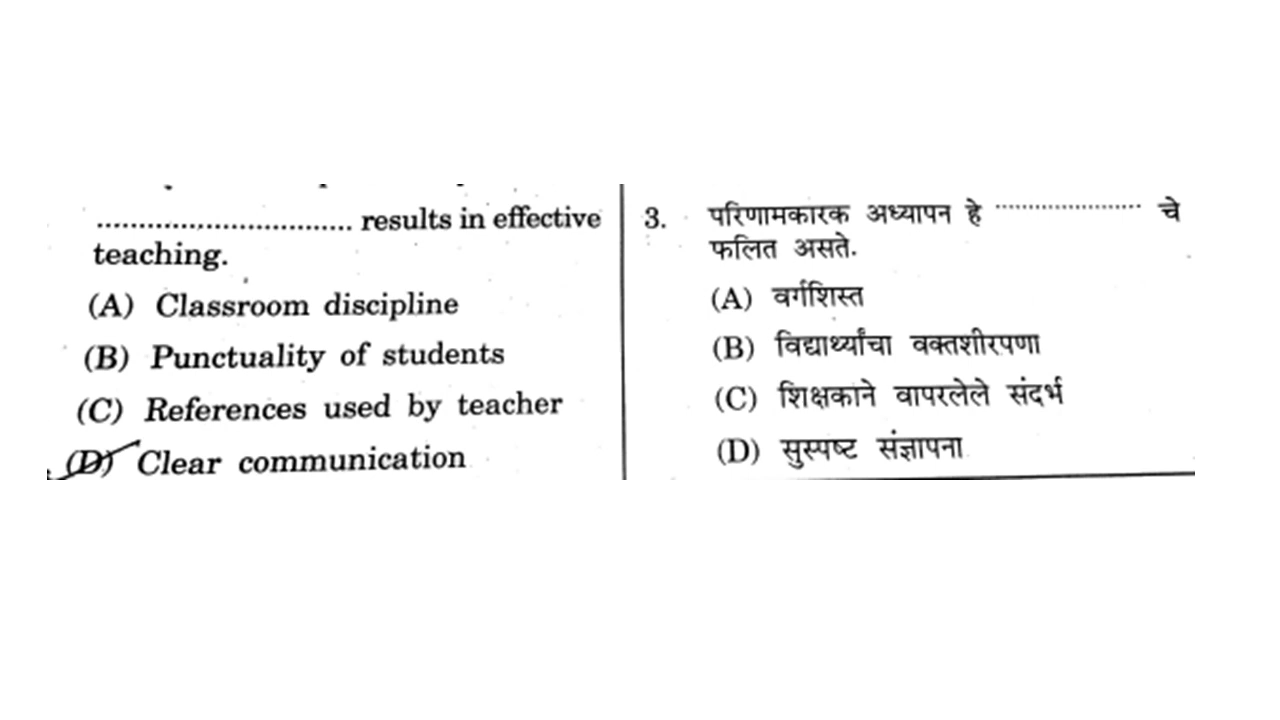 .............................. results in effective
teaching.
(A) Classroom discipline
(B) Punctuality of students
(C) References used by teacher
(D) Clear communication
3. परिणामकारक अध्यापन हे ..................... चे
फलित असते.
(A) वर्गशिस्त
(B) विद्यार्थ्यांचा वक्तशीरपणा
(C) शिक्षकाने वापरलेले संदर्भ
(D) सुस्पष्ट संज्ञापना